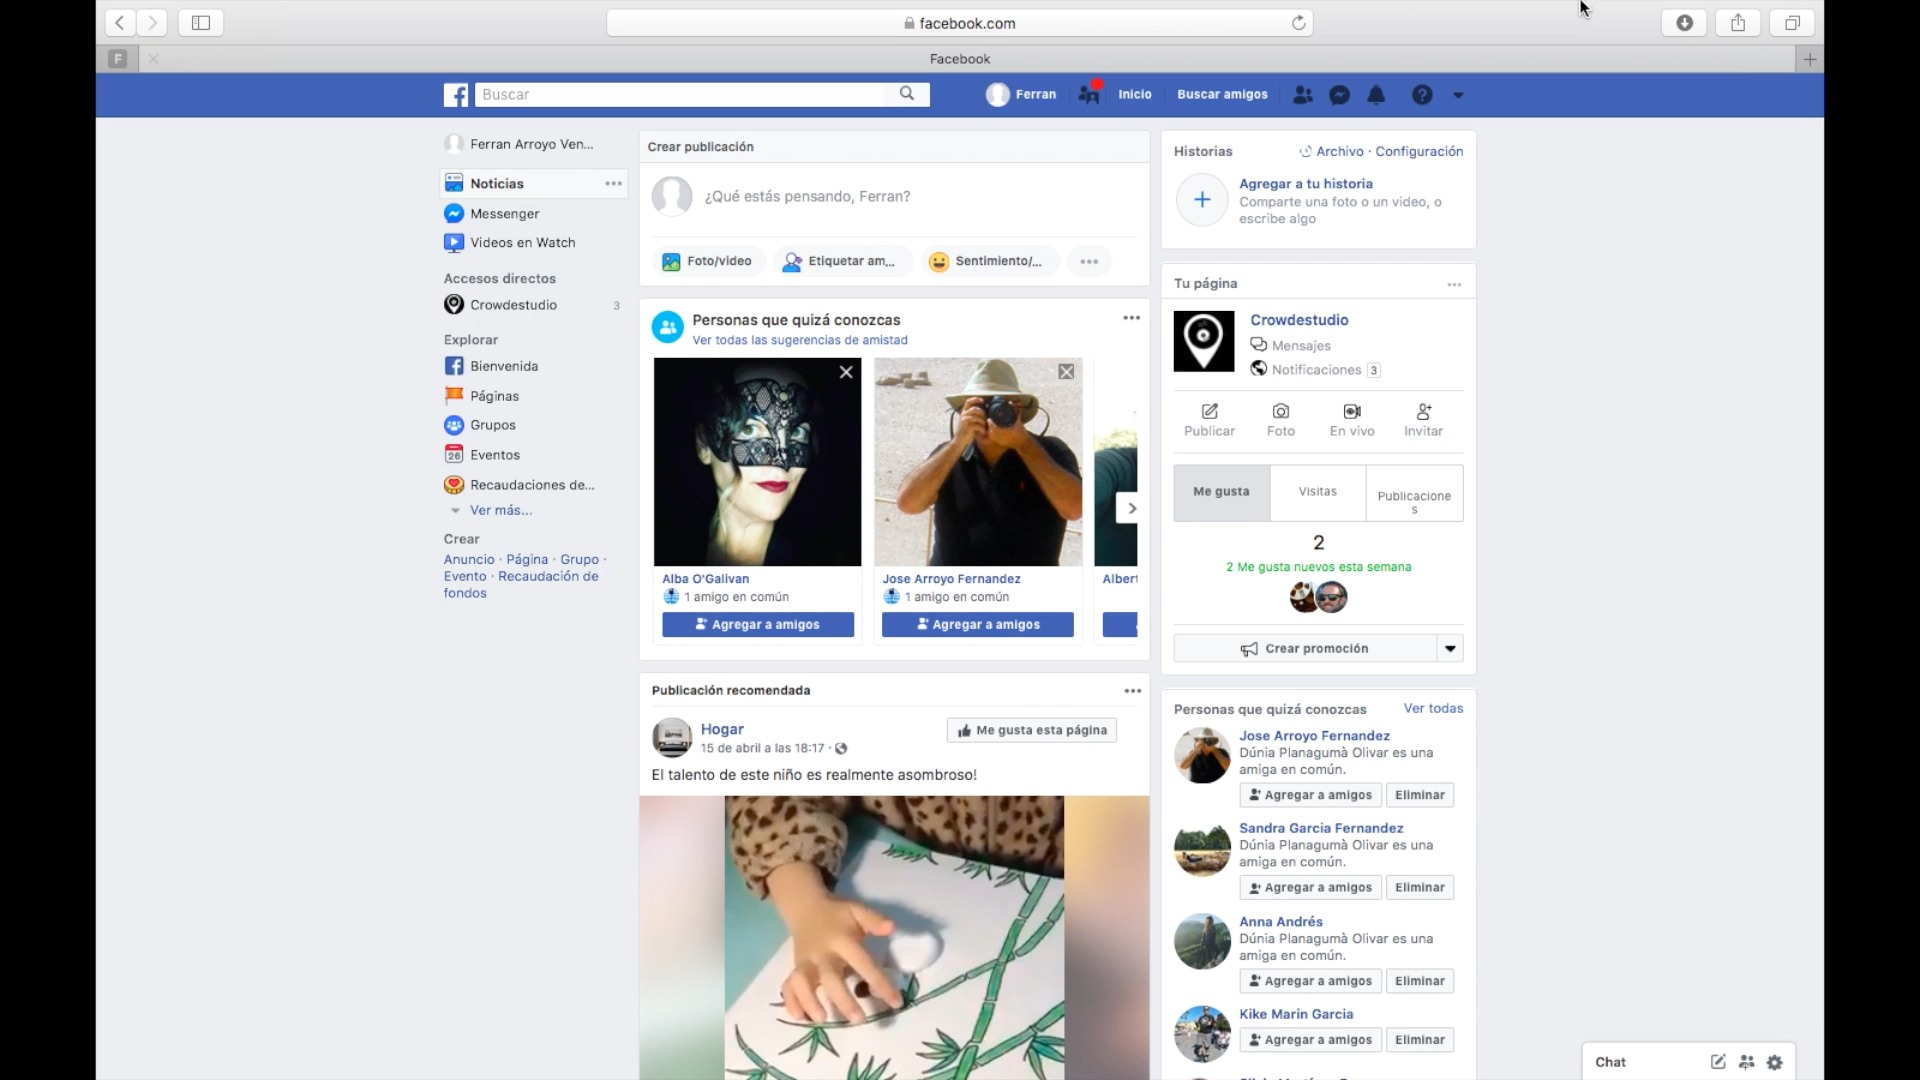 facebook.com
F
Facebook
Buscar
Ferran
Inicio
Buscar amigos
Ferran Arroyo Ven...
Noticias
Messenger
Videos en Watch
Accesos directos
Crowdestudio 3
Explorar
Bienvenida
Páginas
Grupos
26 Eventos
Recaudaciones de...
Ver más...
Crear
Anuncio · Página · Grupo ·
Evento · Recaudación de
fondos
Crear publicación
¿Qué estás pensando, Ferran?
Foto/video
Etiquetar am...
Sentimiento/...
Personas que quizá conozcas
Ver todas las sugerencias de amistad
Alba O'Galivan
1 amigo en común
Agregar a amigos
Jose Arroyo Fernandez
1 amigo en común
Agregar a amigos
Albert
Publicación recomendada
Hogar
15 de abril a las 18:17 ·
Me gusta esta página
El talento de este niño es realmente asombroso!
Historias
Archivo · Configuración
Agregar a tu historia
Comparte una foto o un video, o
escribe algo
Tu página
Crowdestudio
Mensajes
Notificaciones 3
Publicar
Foto
En vivo
Invitar
Me gusta
Visitas
Publicacione
s
2
2 Me gusta nuevos esta semana
Crear promoción
Personas que quizá conozcas
Ver todas
Jose Arroyo Fernandez
Dúnia Planagumà Olivar es una
amiga en común.
Agregar a amigos
Eliminar
Sandra Garcia Fernandez
Dúnia Planagumà Olivar es una
amiga en común.
Agregar a amigos
Eliminar
Anna Andrés
Dúnia Planagumà Olivar es una
amiga en común.
Agregar a amigos
Eliminar
Kike Marin Garcia
Agregar a amigos
Eliminar
Chat